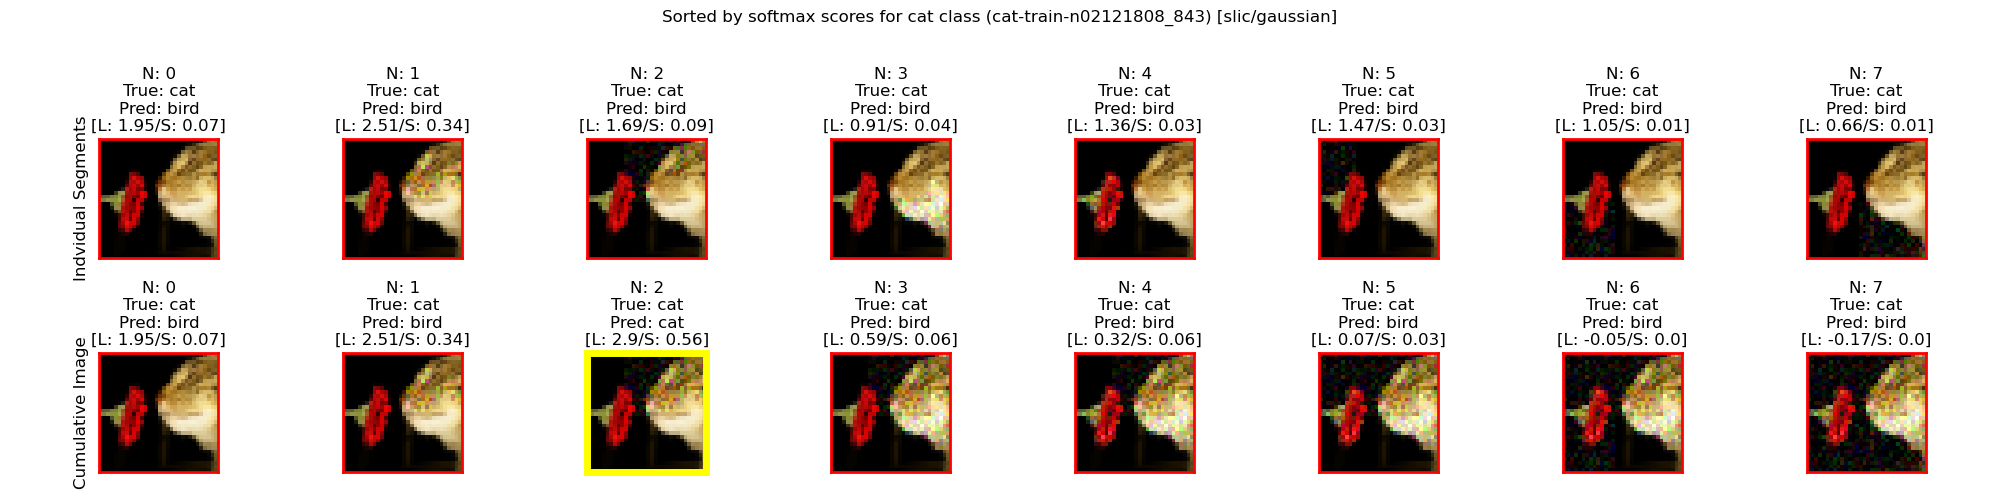 Sorted by softmax scores for cat class (cat-train-n02121808_843) [slic/gaussian]
Individual Segments
N: 0
True: cat
Pred: bird
[L: 1.95/S: 0.07]
N: 1
True: cat
Pred: bird
[L: 2.51/S: 0.34]
N: 2
True: cat
Pred: bird
[L: 1.69/S: 0.09]
N: 3
True: cat
Pred: bird
[L: 0.91/S: 0.04]
N: 4
True: cat
Pred: bird
[L: 1.36/S: 0.03]
N: 5
True: cat
Pred: bird
[L: 1.47/S: 0.03]
N: 6
True: cat
Pred: bird
[L: 1.05/S: 0.01]
N: 7
True: cat
Pred: bird
[L: 0.66/S: 0.01]
Cumulative Image
N: 0
True: cat
Pred: bird
[L: 1.95/S: 0.07]
N: 1
True: cat
Pred: bird
[L: 2.51/S: 0.34]
N: 2
True: cat
Pred: cat
[L: 2.9/S: 0.56]
N: 3
True: cat
Pred: bird
[L: 0.59/S: 0.06]
N: 4
True: cat
Pred: bird
[L: 0.32/S: 0.06]
N: 5
True: cat
Pred: bird
[L: 0.07/S: 0.03]
N: 6
True: cat
Pred: bird
[L: -0.05/S: 0.0]
N: 7
True: cat
Pred: bird
[L: -0.17/S: 0.0]